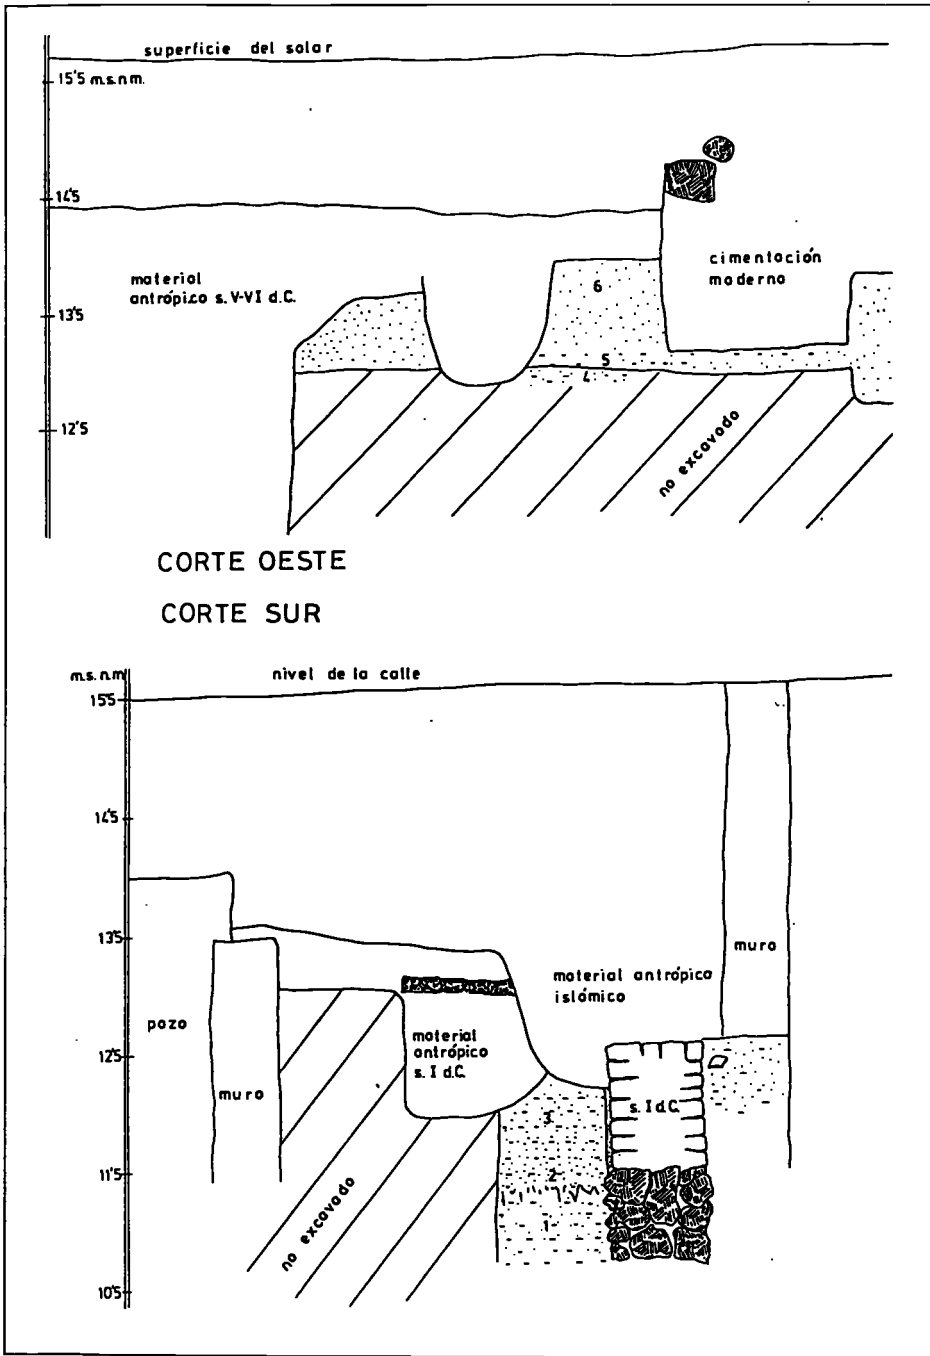 superficie del solar
15'5 m.s.n.m.
14'5
material
antrópico s. V-VI d.C.
cimentación
moderna
6
13'5
5
4
12'5
no excavado
CORTE OESTE
CORTE SUR
m.s.n.m
nivel de la calle
15'5
14'5
13'5
muro
material antrópico
islámico
pozo
material
antrópico
s. I d.C.
12'5
muro
s. I d.C.
3
11'5
2
no excavado
1
10'5